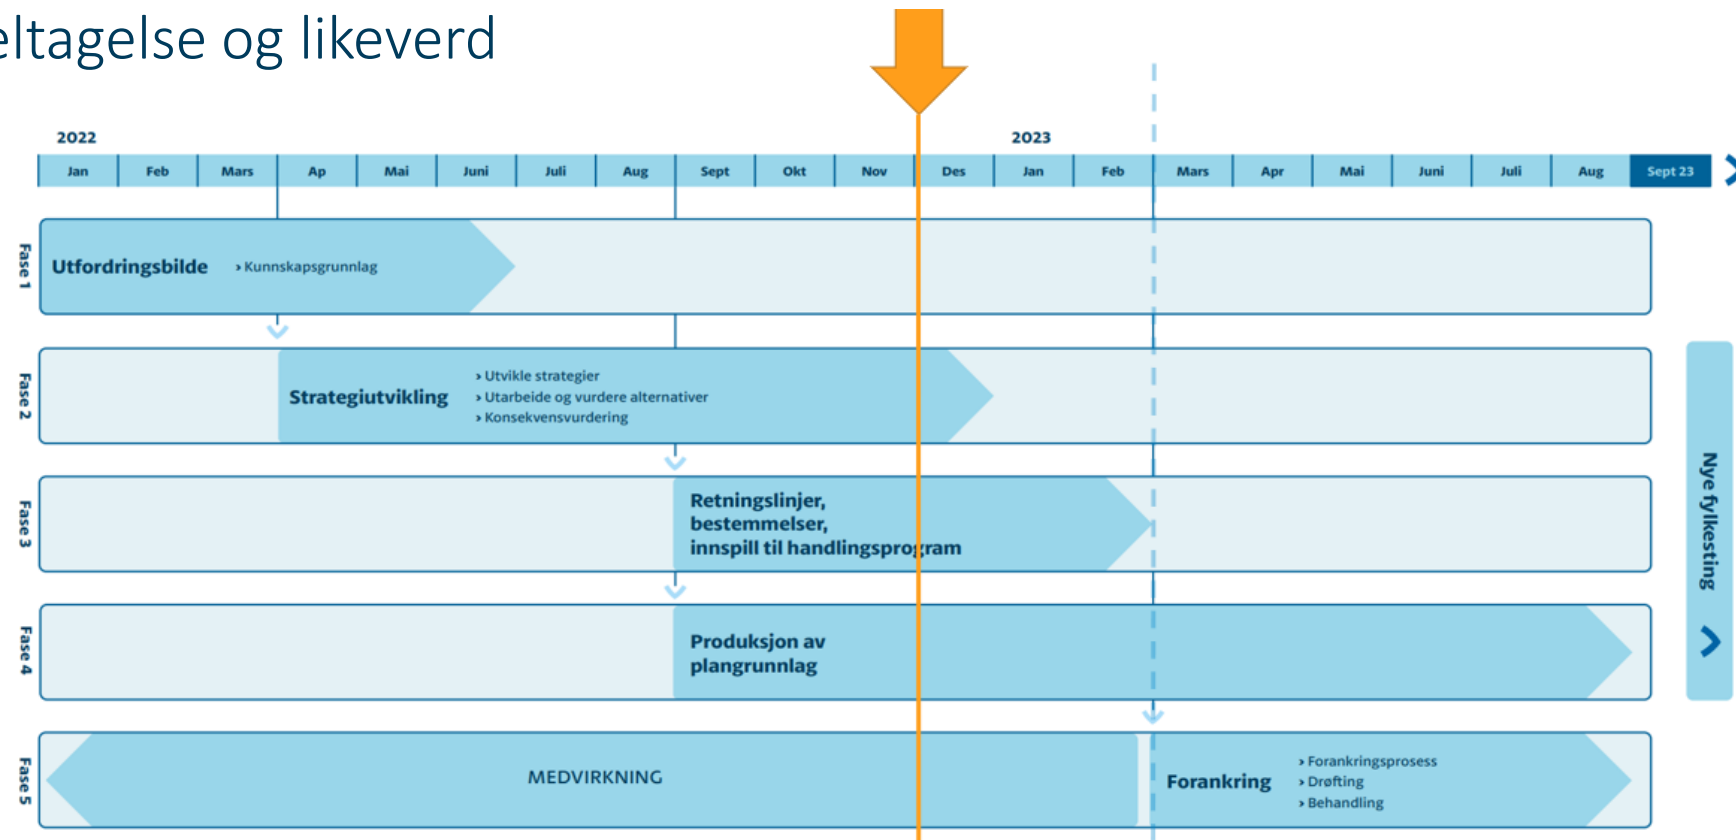 eltagelse og likeverd
2022
2023
Jan Feb Mars Ap Mai Juni Juli Aug Sept Okt Nov Des Jan Feb Mars Apr Mai Juni Juli Aug Sept 23
Fase 1
Utfordringsbilde
› Kunnskapsgrunnlag
Fase 2
Strategiutvikling
› Utvikle strategier
› Utarbeide og vurdere alternativer
› Konsekvensvurdering
Fase 3
Retningslinjer,
bestemmelser,
innspill til handlingsprogram
Fase 4
Produksjon av
plangrunnlag
Fase 5
MEDVIRKNING
Forankring
› Forankringsprosess
› Drøfting
› Behandling
Nye fylkesting